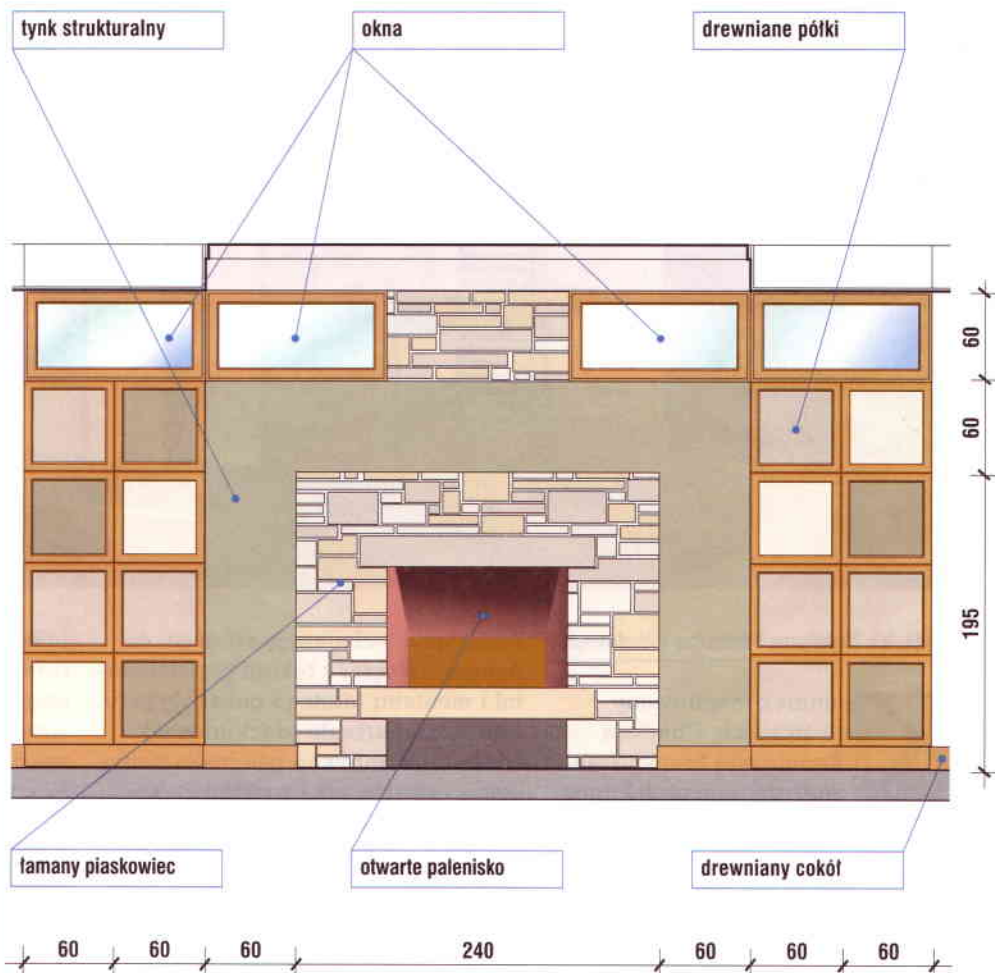 tynk strukturalny
okna
drewniane półki
60
60
195
łamany piaskowiec
otwarte palenisko
drewniany cokół
60
60
60
240
60
60
60